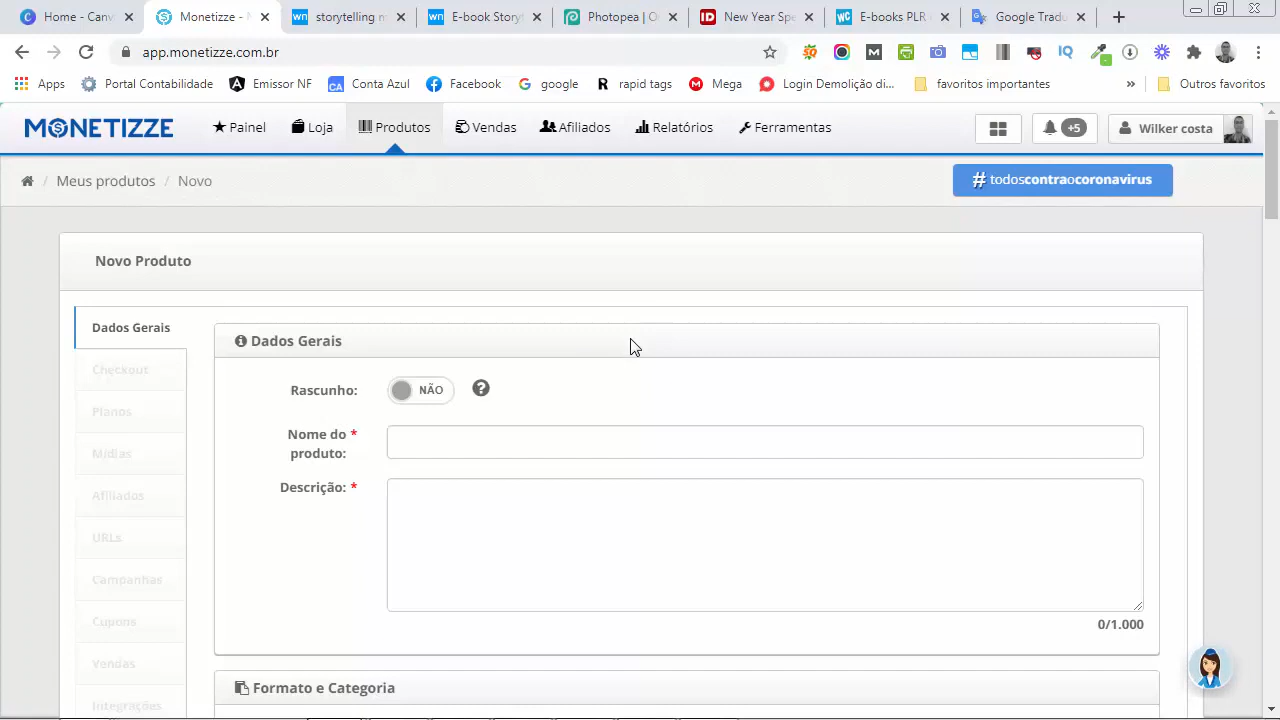 Home - Canv
Monetizze -
storytelling m
E-book Story
Photopea | O
New Year Spe
E-books PLR
Google Tradu
app.monetizze.com.br
Apps
Portal Contabilidade
Emissor NF
Conta Azul
Facebook
google
rapid tags
Mega
Login Demolição di...
favoritos importantes
»
Outros favoritos
MONETIZZE
Painel
Loja
Produtos
Vendas
Afiliados
Relatórios
Ferramentas
+5
Wilker costa
/ Meus produtos / Novo
# todoscontraocoronavirus
Novo Produto
Dados Gerais
Checkout
Planos
Mídias
Afiliados
URLs
Campanhas
Cupons
Vendas
Integrações
Dados Gerais
Rascunho:
NÃO
Nome do *
produto:
Descrição: *
0/1.000
Formato e Categoria